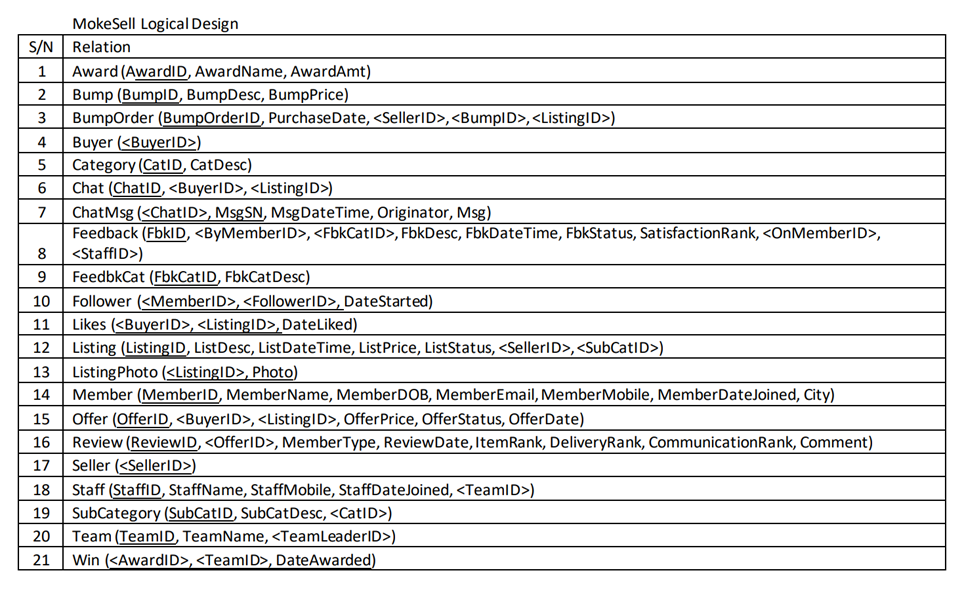 MokeSell Logical Design
S/N Relation
1 Award (AwardID, AwardName, AwardAmt)
2 Bump (BumpID, BumpDesc, BumpPrice)
3 BumpOrder (BumpOrderID, PurchaseDate, <SellerID>, <BumpID>, <ListingID>)
4 Buyer (<BuyerID>)
5 Category (CatID, CatDesc)
6 Chat (ChatID, <BuyerID>, <ListingID>)
7 ChatMsg (<ChatID>, MsgSN, MsgDateTime, Originator, Msg)
Feedback (FbkID, <ByMemberID>, <FbkCatID>, FbkDesc, FbkDateTime, FbkStatus, SatisfactionRank, <OnMemberID>,
8 <StaffID>)
9 FeedbkCat (FbkCatID, FbkCatDesc)
10 Follower (<MemberID>, <FollowerID>, DateStarted)
11 Likes (<BuyerID>, <ListingID>, DateLiked)
12 Listing (ListingID, ListDesc, ListDateTime, ListPrice, ListStatus, <SellerID>, <SubCatID>)
13 ListingPhoto (<ListingID>, Photo)
14 Member (MemberID, MemberName, MemberDOB, MemberEmail, MemberMobile, MemberDateJoined, City)
15 Offer (OfferID, <BuyerID>, <ListingID>, OfferPrice, OfferStatus, OfferDate)
16 Review (ReviewID, <OfferID>, MemberType, ReviewDate, ItemRank, DeliveryRank, CommunicationRank, Comment)
17 Seller (<SellerID>)
18 Staff (StaffID, StaffName, StaffMobile, StaffDateJoined, <TeamID>)
19 SubCategory (SubCatID, SubCatDesc, <CatID>)
20 Team (TeamID, TeamName, <TeamLeaderID>)
21 Win (<AwardID>, <TeamID>, DateAwarded)